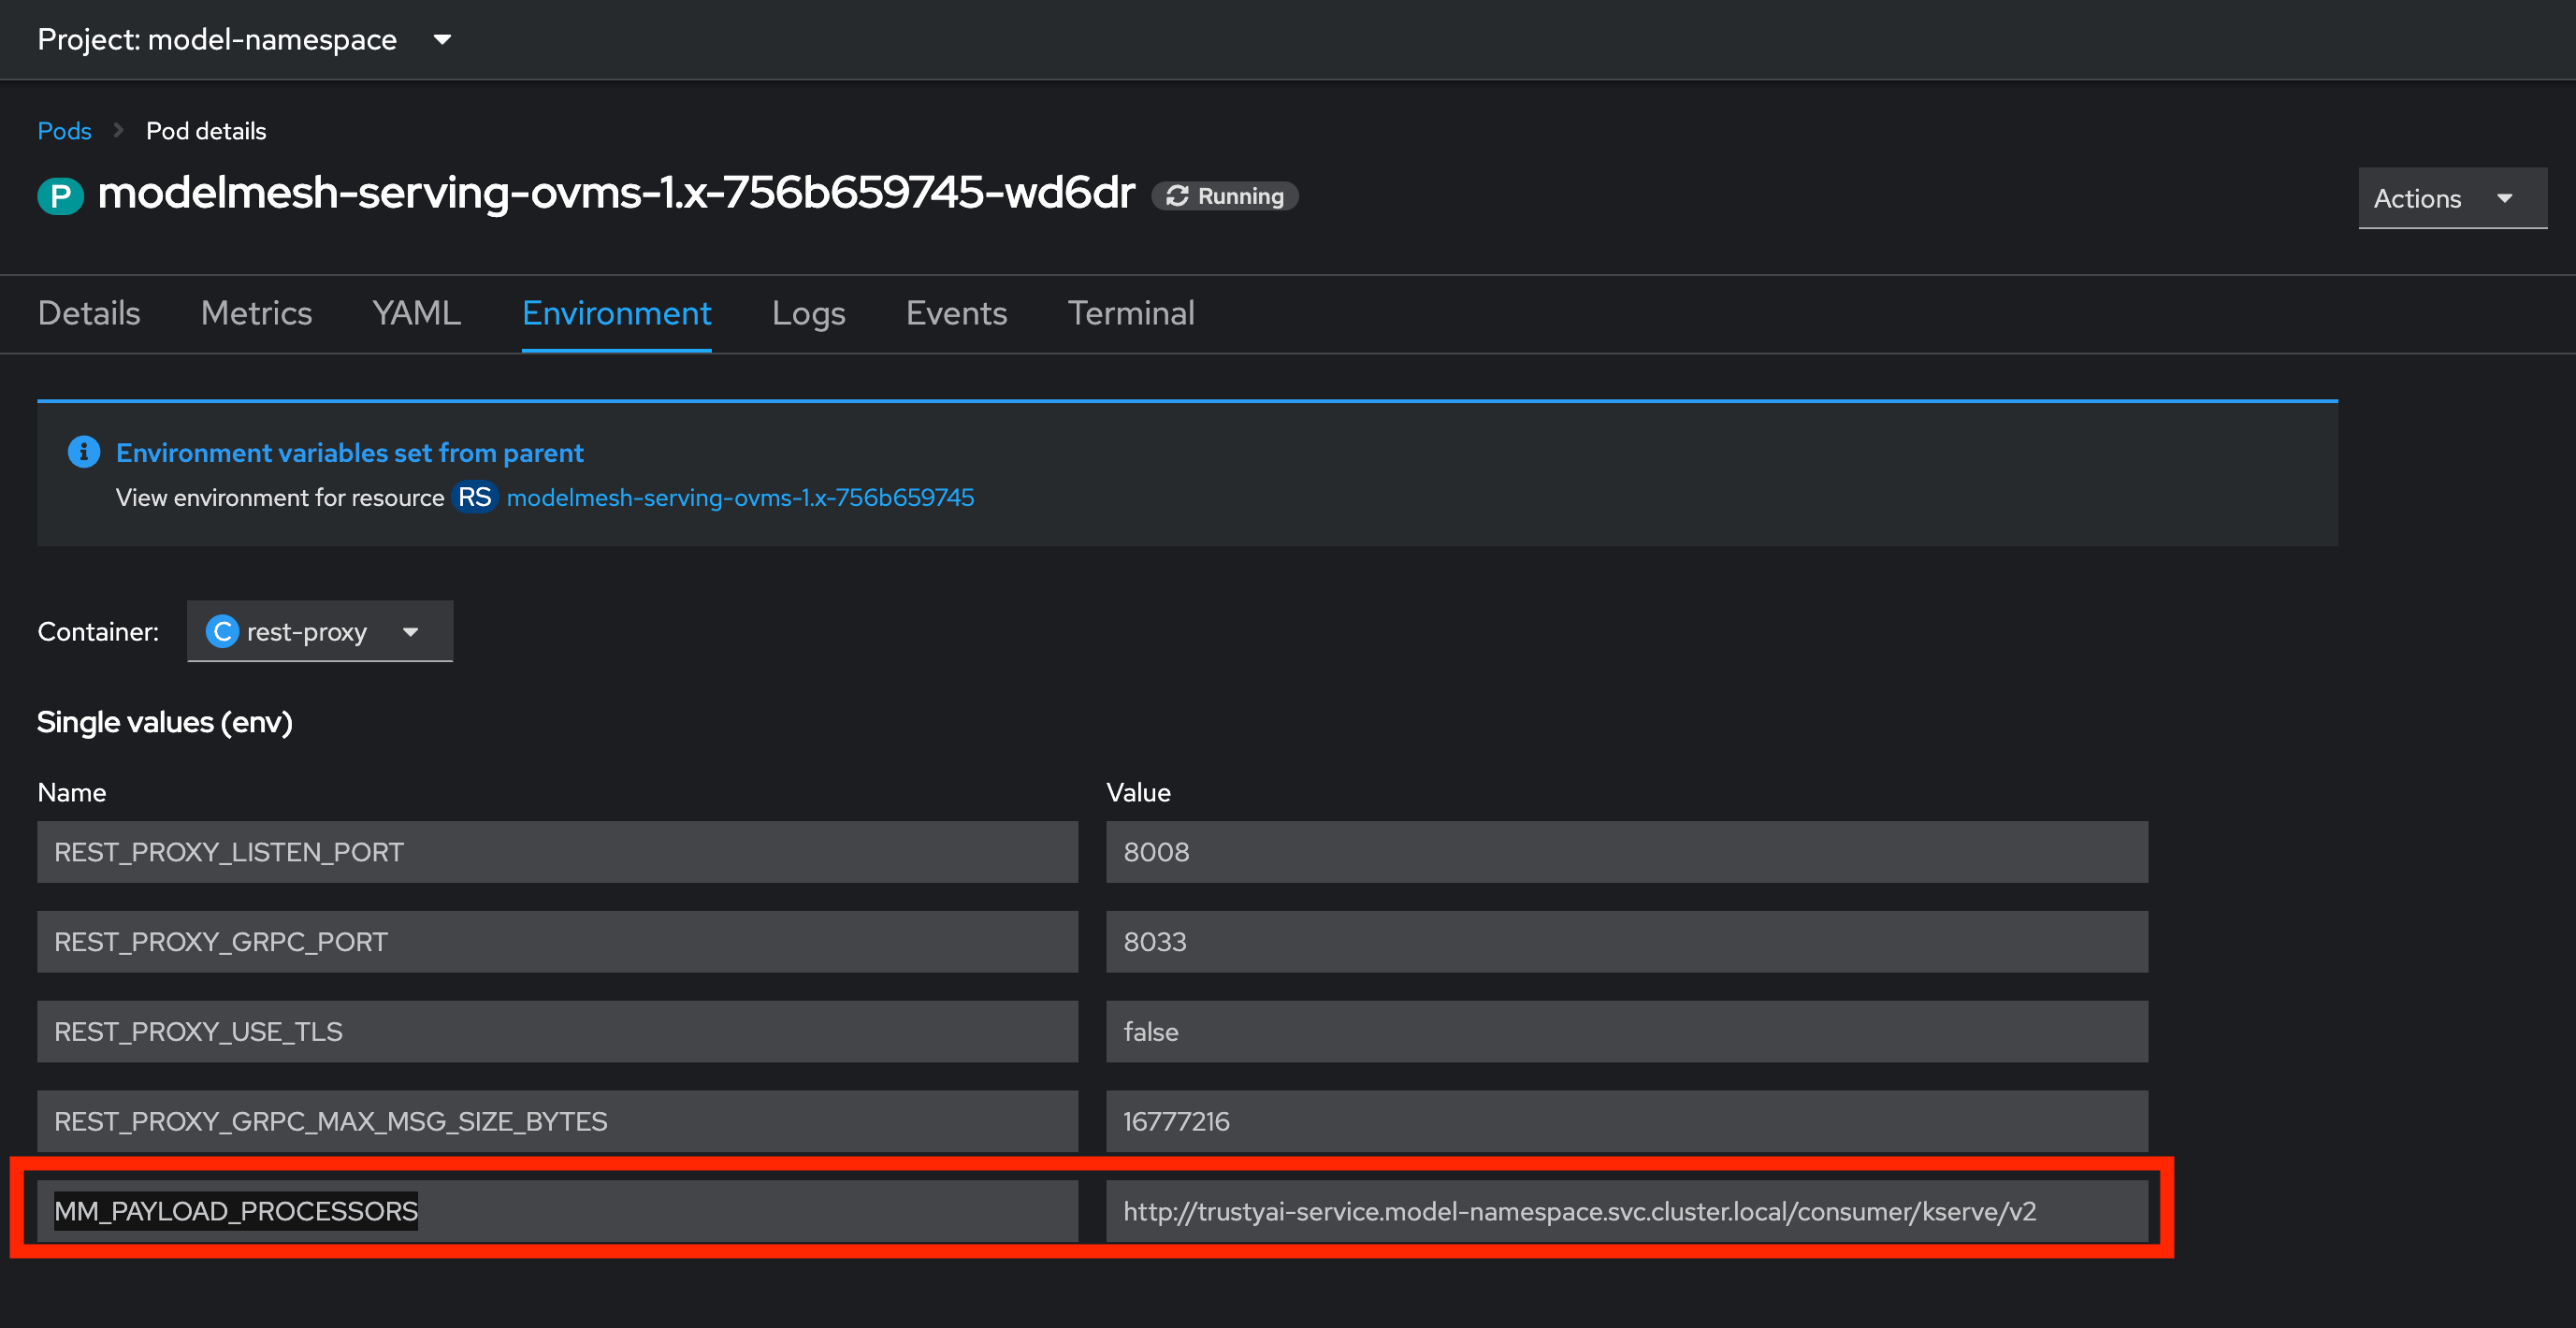 Project: model-namespace
Pods > Pod details
P modelmesh-serving-ovms-1.x-756b659745-wd6dr Running
Actions
Details Metrics YAML Environment Logs Events Terminal
Environment variables set from parent
View environment for resource RS modelmesh-serving-ovms-1.x-756b659745
Container: C rest-proxy
Single values (env)
Name Value
REST_PROXY_LISTEN_PORT 8008
REST_PROXY_GRPC_PORT 8033
REST_PROXY_USE_TLS false
REST_PROXY_GRPC_MAX_MSG_SIZE_BYTES 16777216
MM_PAYLOAD_PROCESSORS http://trustyai-service.model-namespace.svc.cluster.local/consumer/kserve/v2